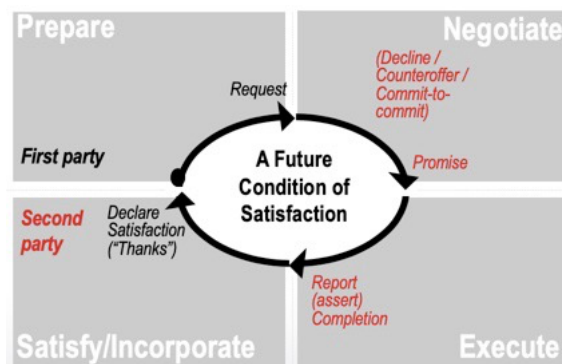 Prepare
Negotiate
Request
(Decline /
Counteroffer /
Commit-to-
commit)
First party
A Future
Condition of
Satisfaction
Promise
Second
party
Declare
Satisfaction
(“Thanks”)
Report
(assert)
Completion
Satisfy/Incorporate
Execute